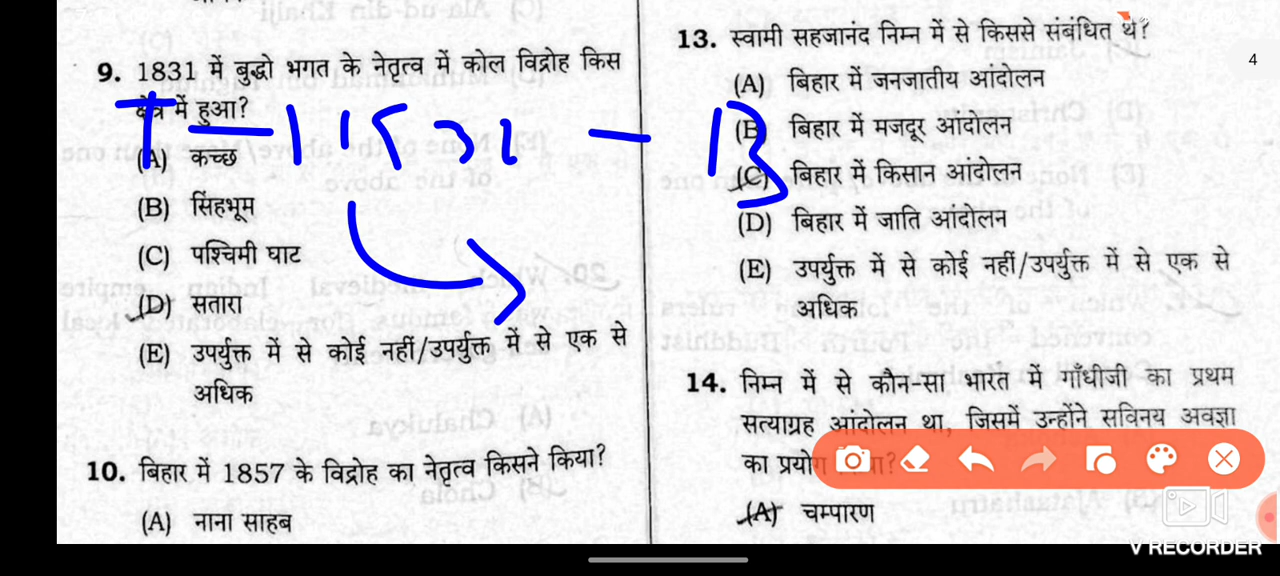 9. 1831 में बुद्धो भगत के नेतृत्व में कोल विद्रोह किस
क्षेत्र में हुआ?
(A) कच्छ
(B) सिंहभूम
(C) पश्चिमी घाट
(D) सतारा
(E) उपर्युक्त में से कोई नहीं/उपर्युक्त में से एक से
अधिक
10. बिहार में 1857 के विद्रोह का नेतृत्व किसने किया?
(A) नाना साहब
13. स्वामी सहजानंद निम्न में से किससे संबंधित थे?
(A) बिहार में जनजातीय आंदोलन
(B) बिहार में मजदूर आंदोलन
(C) बिहार में किसान आंदोलन
(D) बिहार में जाति आंदोलन
(E) उपर्युक्त में से कोई नहीं/उपर्युक्त में से एक से
अधिक
14. निम्न में से कौन-सा भारत में गाँधीजी का प्रथम
सत्याग्रह आंदोलन था, जिसमें उन्होंने सविनय अवज्ञा
का प्रयोग किया?
(A) चम्पारण
4
V RECORDER